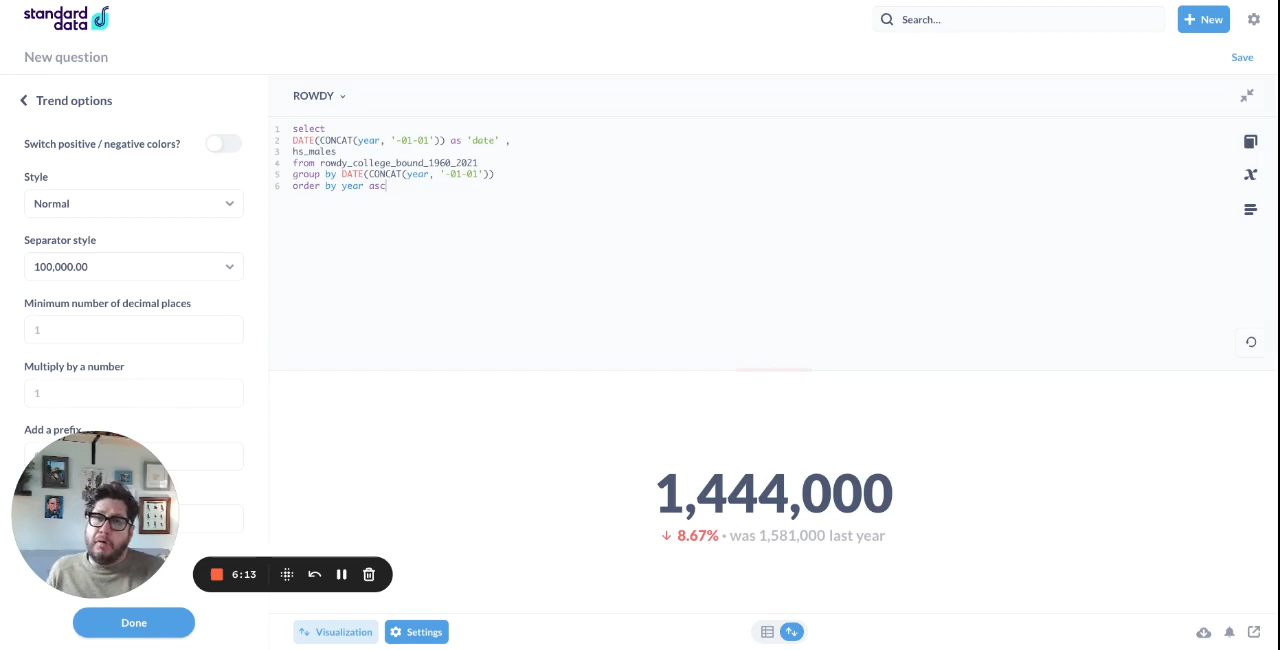 standard
data
Search...
New
New question
Save
Trend options
ROWDY
Switch positive / negative colors?
Style
Normal
Separator style
100,000.00
Minimum number of decimal places
1
Multiply by a number
1
Add a prefix
1 select
2 DATE(CONCAT(year, '-01-01')) as 'date' ,
3 hs_males
4 from rowdy_college_bound_1960_2021
5 group by DATE(CONCAT(year, '-01-01'))
6 order by year asc
x
1,444,000
↓ 8.67% • was 1,581,000 last year
6:13
Done
Visualization
Settings